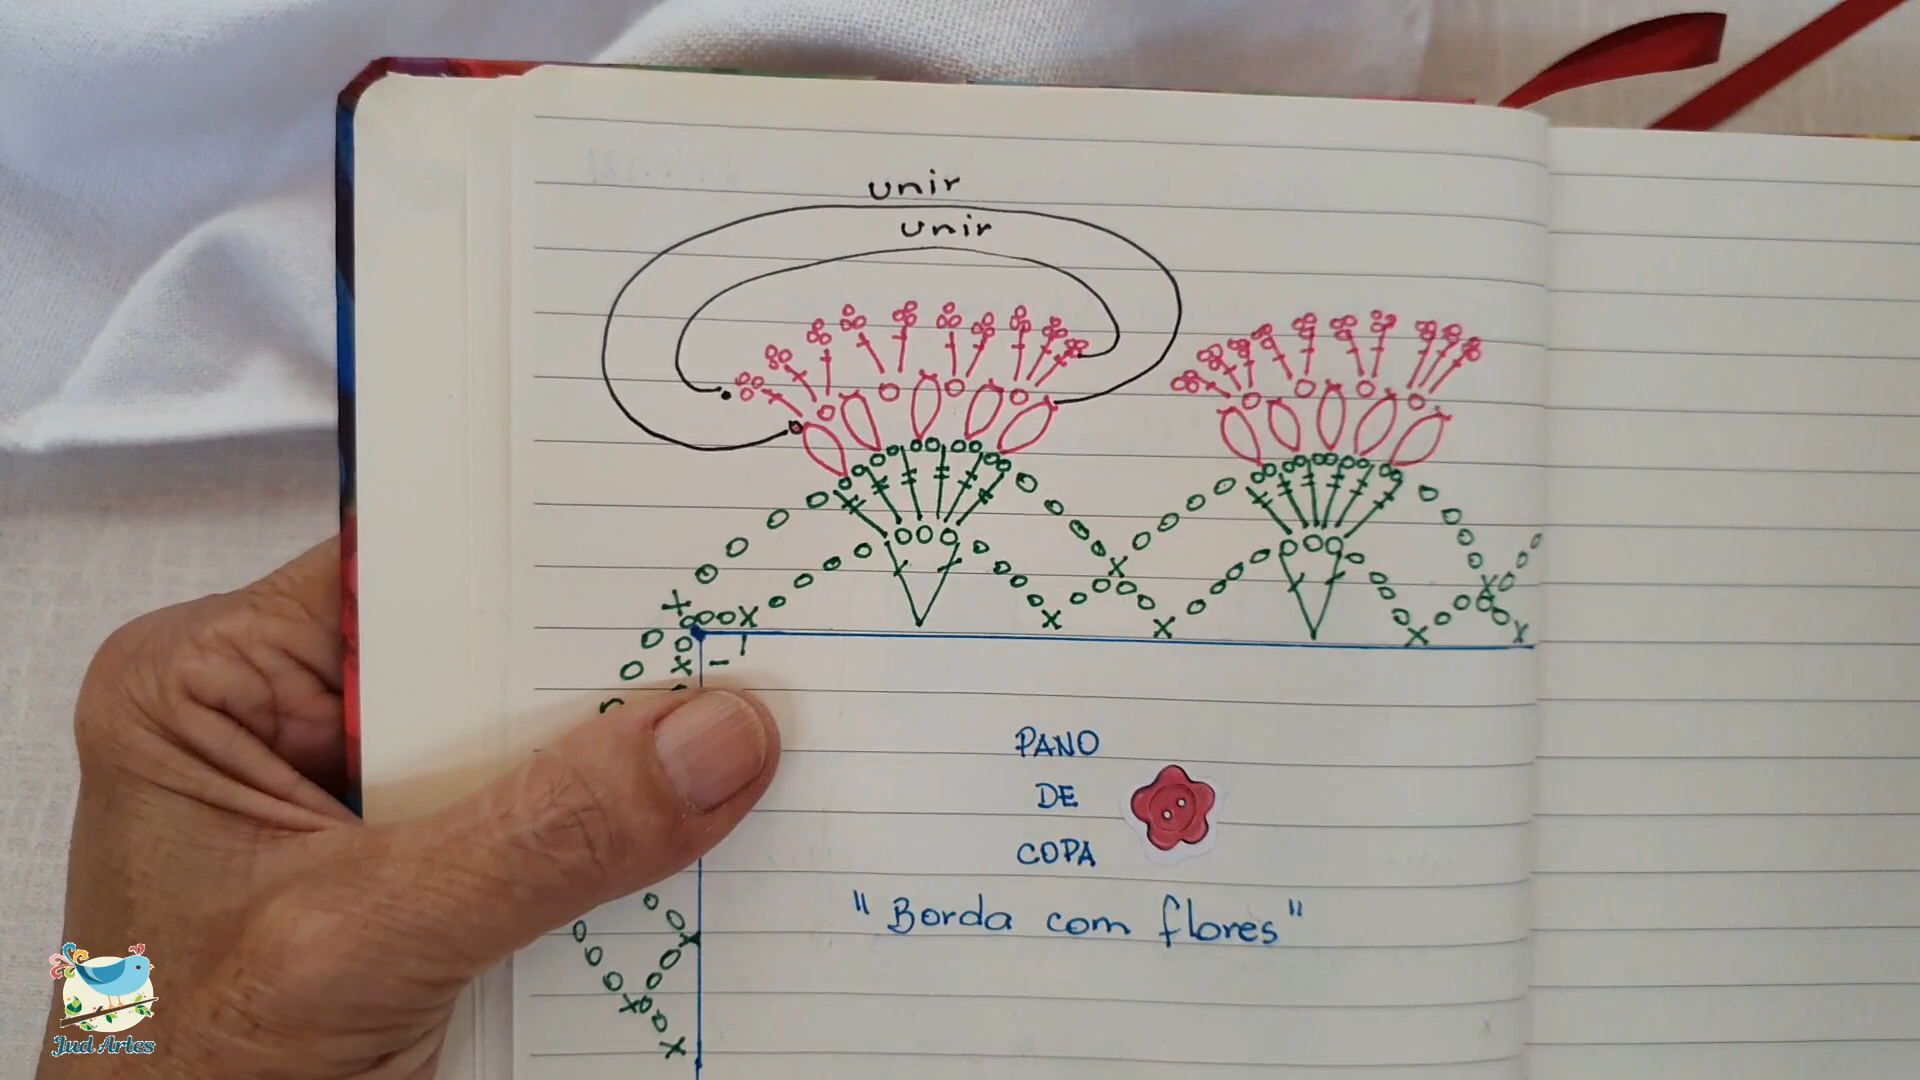 unir
unir
PANO
DE
COPA
"Borda com flores"
Jud Artes